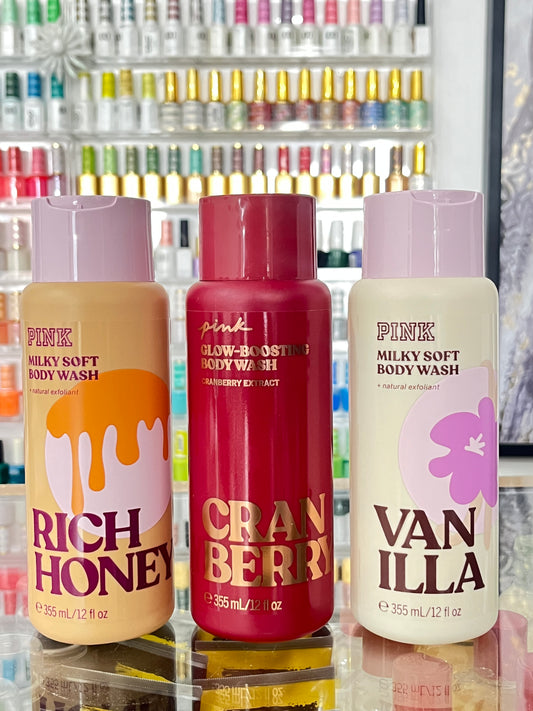 PINK
MILKY SOFT
BODY WASH
+ natural exfoliant
RICH
HONEY
℮ 355 mL/12 fl oz
pink
GLOW-BOOSTING
BODY WASH
CRANBERRY EXTRACT
CRAN
BERRY
℮ 355 mL/12 fl oz
PINK
MILKY SOFT
BODY WASH
+ natural exfoliant
VAN
ILLA
℮ 355 mL/12 fl oz